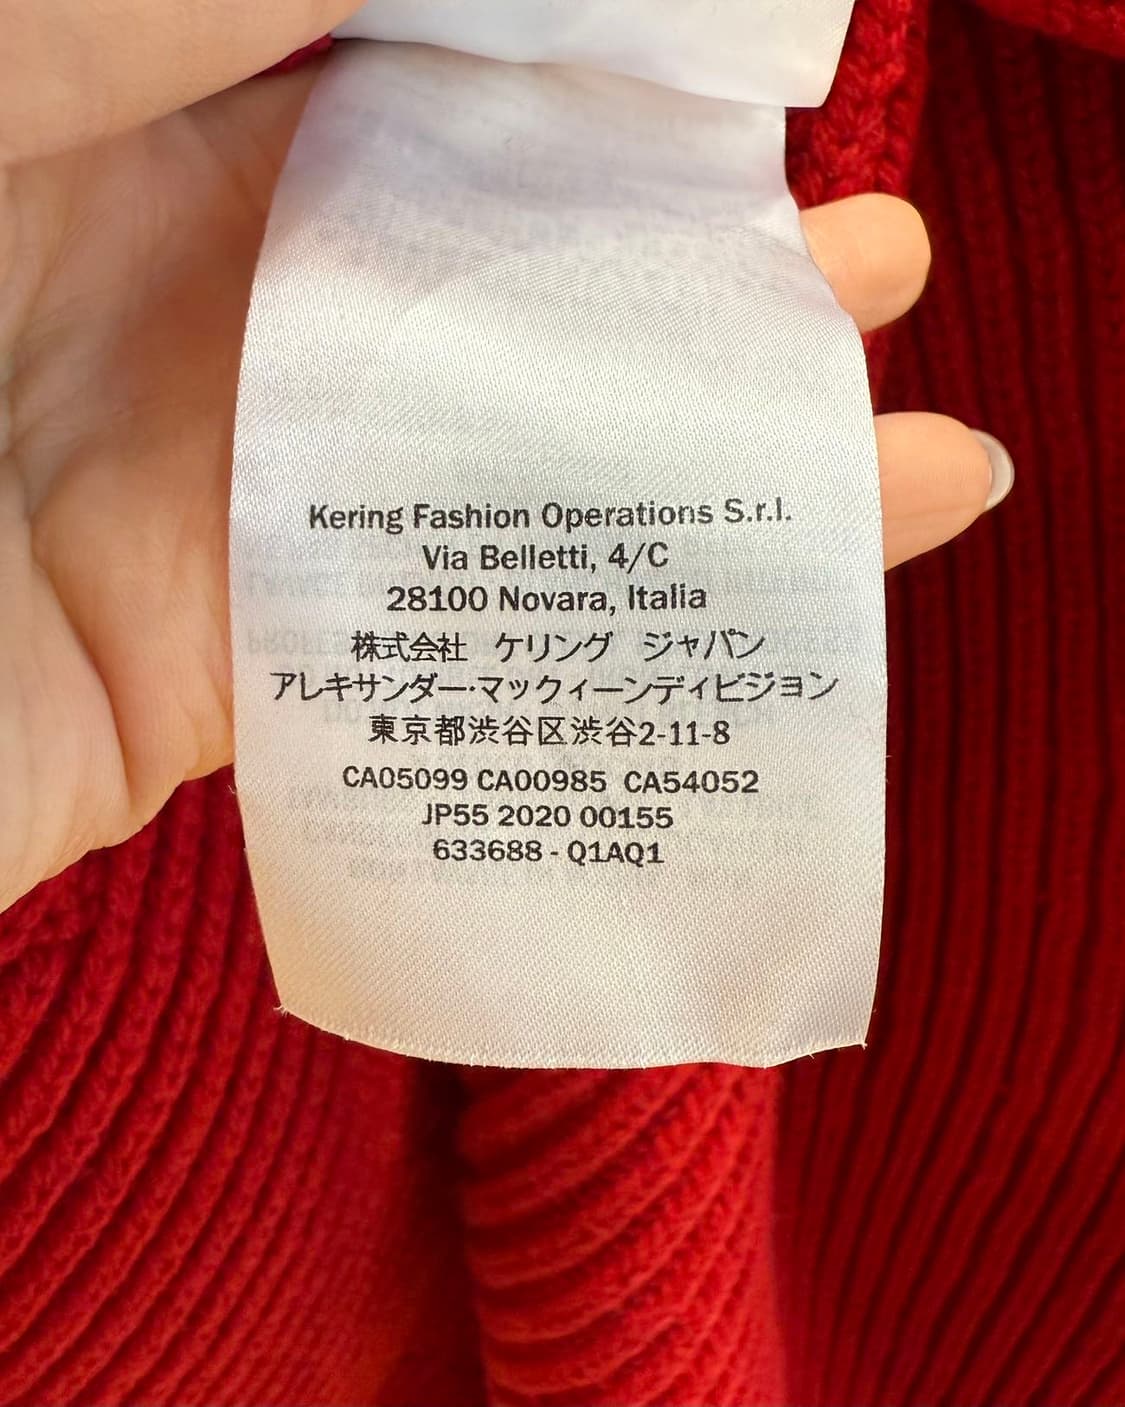 Kering Fashion Operations S.r.l.
Via Belletti, 4/C
28100 Novara, Italia
株式会社 ケリング ジャパン
アレキサンダー・マックィーンディビジョン
東京都渋谷区渋谷2-11-8
CA05099 CA00985 CA54052
JP55 2020 00155
633688 - Q1AQ1